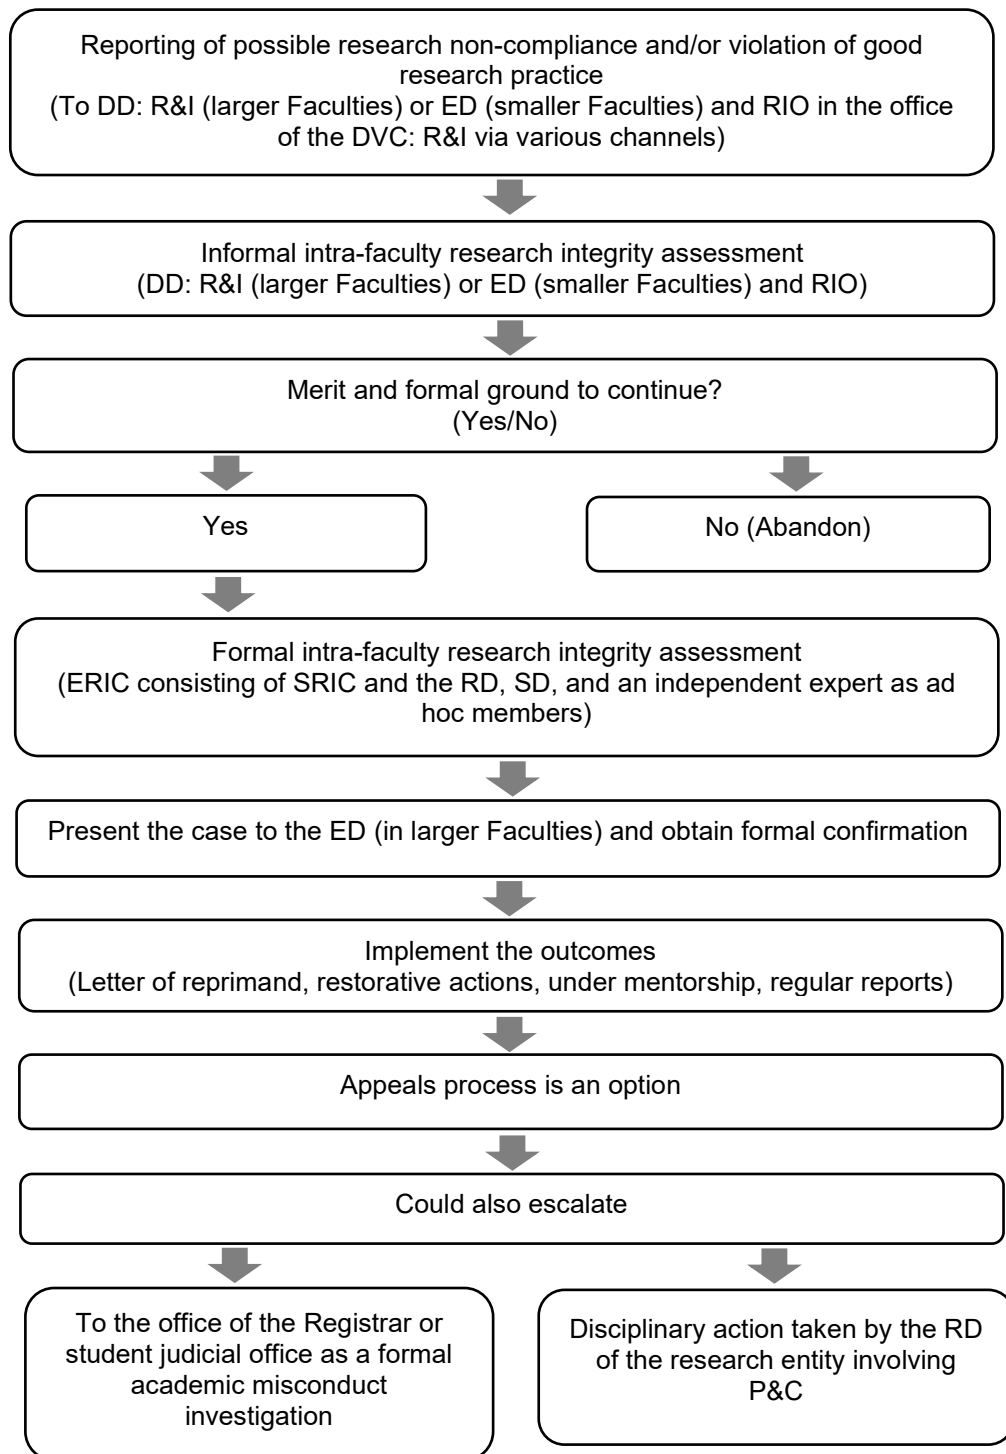 Reporting of possible research non-compliance and/or violation of good
research practice
(To DD: R&I (larger Faculties) or ED (smaller Faculties) and RIO in the office
of the DVC: R&I via various channels)
Informal intra-faculty research integrity assessment
(DD: R&I (larger Faculties) or ED (smaller Faculties) and RIO)
Merit and formal ground to continue?
(Yes/No)
Yes
No (Abandon)
Formal intra-faculty research integrity assessment
(ERIC consisting of SRIC and the RD, SD, and an independent expert as ad
hoc members)
Present the case to the ED (in larger Faculties) and obtain formal confirmation
Implement the outcomes
(Letter of reprimand, restorative actions, under mentorship, regular reports)
Appeals process is an option
Could also escalate
To the office of the Registrar or
student judicial office as a formal
academic misconduct
investigation
Disciplinary action taken by the RD
of the research entity involving
P&C